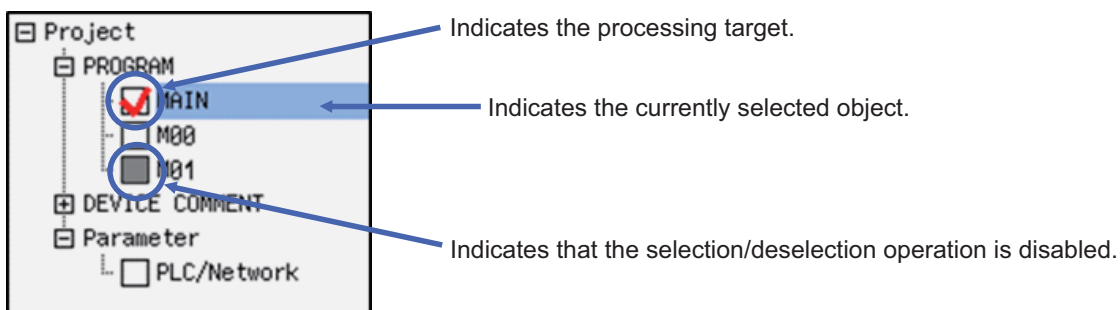 Project
Indicates the processing target.
PROGRAM
MAIN
Indicates the currently selected object.
M00
M01
DEVICE COMMENT
Parameter
Indicates that the selection/deselection operation is disabled.
PLC/Network